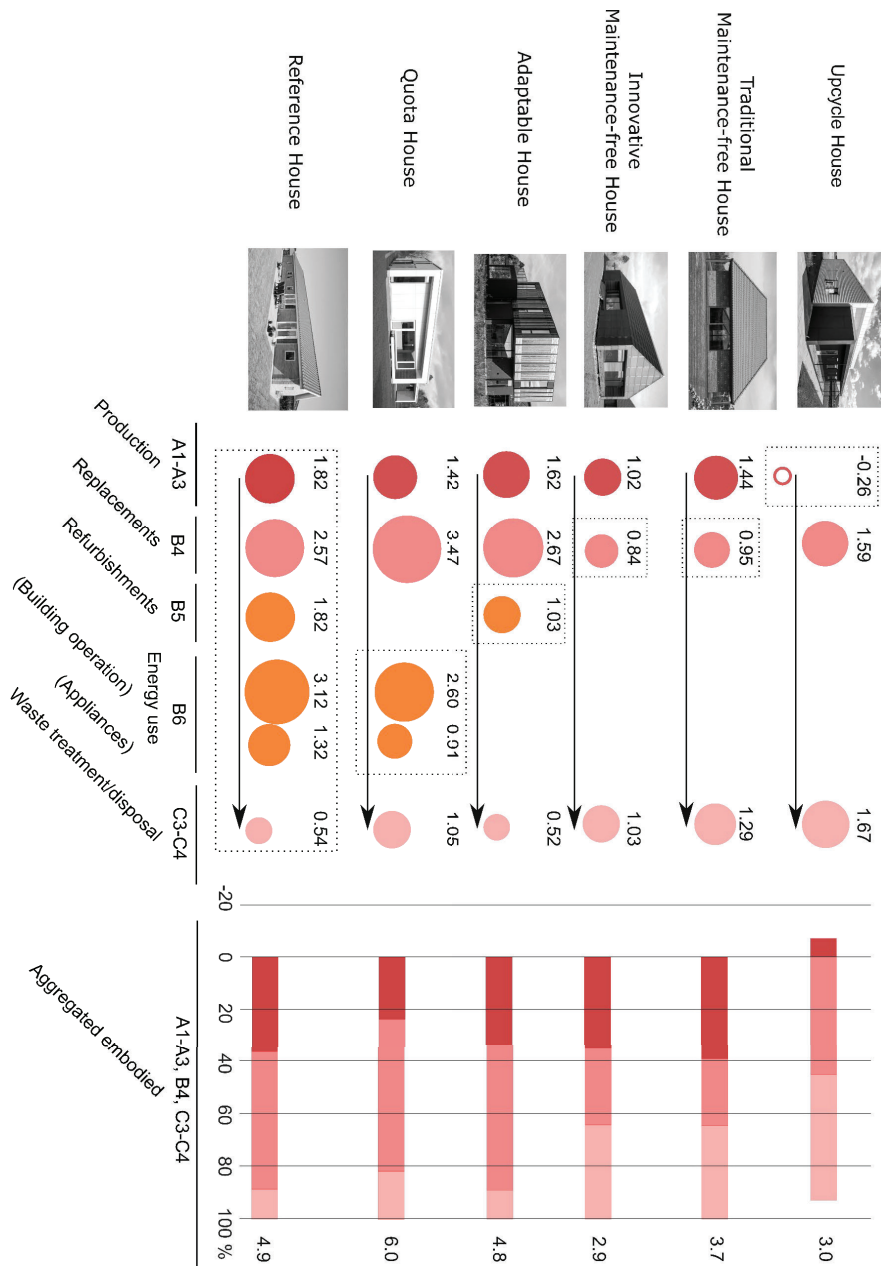 Upcycle House
Traditional
Maintenance-free House
Innovative
Maintenance-free House
Adaptable House
Quota House
Reference House
-0.26
1.59
1.67
3.0
1.44
0.95
1.29
3.7
1.02
0.84
1.03
2.9
1.62
2.67
1.03
0.52
4.8
1.42
3.47
2.60
0.91
1.05
6.0
1.82
2.57
1.82
3.12
1.32
0.54
4.9
A1-A3
B4
B5
B6
C3-C4
-20
0
20
40
60
80
100 %
Production
Replacements
Refurbishments
Energy use
(Building operation)
(Appliances)
Waste treatment/disposal
A1-A3, B4, C3-C4
Aggregated embodied